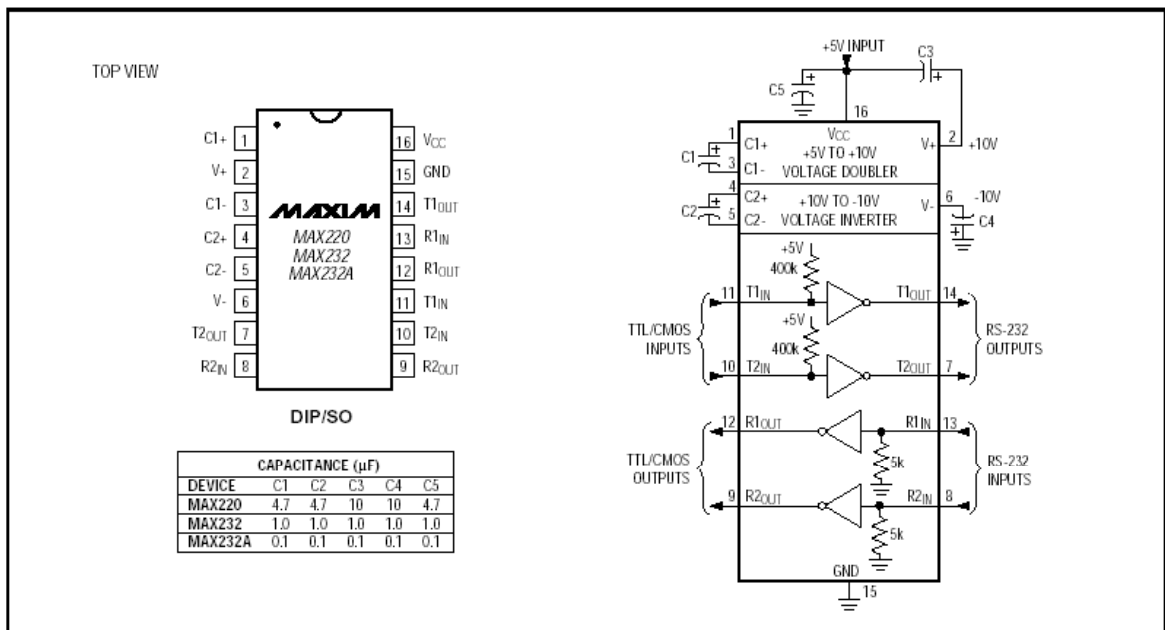 TOP VIEW
C1+ 1
V+ 2
C1- 3
C2+ 4
C2- 5
V- 6
T2OUT 7
R2IN 8
16 VCC
15 GND
14 T1OUT
13 R1IN
12 R1OUT
11 T1IN
10 T2IN
9 R2OUT
MAXIM
MAX220
MAX232
MAX232A
DIP/SO
CAPACITANCE (µF)
DEVICE C1 C2 C3 C4 C5
MAX220 4.7 4.7 10 10 4.7
MAX232 1.0 1.0 1.0 1.0 1.0
MAX232A 0.1 0.1 0.1 0.1 0.1
+5V INPUT
C3
+
C5
+
16
1
C1+
VCC
V+
2
+10V
C1
+
3
C1-
+5V TO +10V
VOLTAGE DOUBLER
4
C2+
C2
+
5
C2-
+10V TO -10V
VOLTAGE INVERTER
V-
6
-10V
C4
+
+5V
400k
11
T1IN
T1OUT
14
+5V
400k
10
T2IN
T2OUT
7
TTL/CMOS
INPUTS
RS-232
OUTPUTS
12
R1OUT
R1IN
13
5k
9
R2OUT
R2IN
8
5k
TTL/CMOS
OUTPUTS
RS-232
INPUTS
GND
15